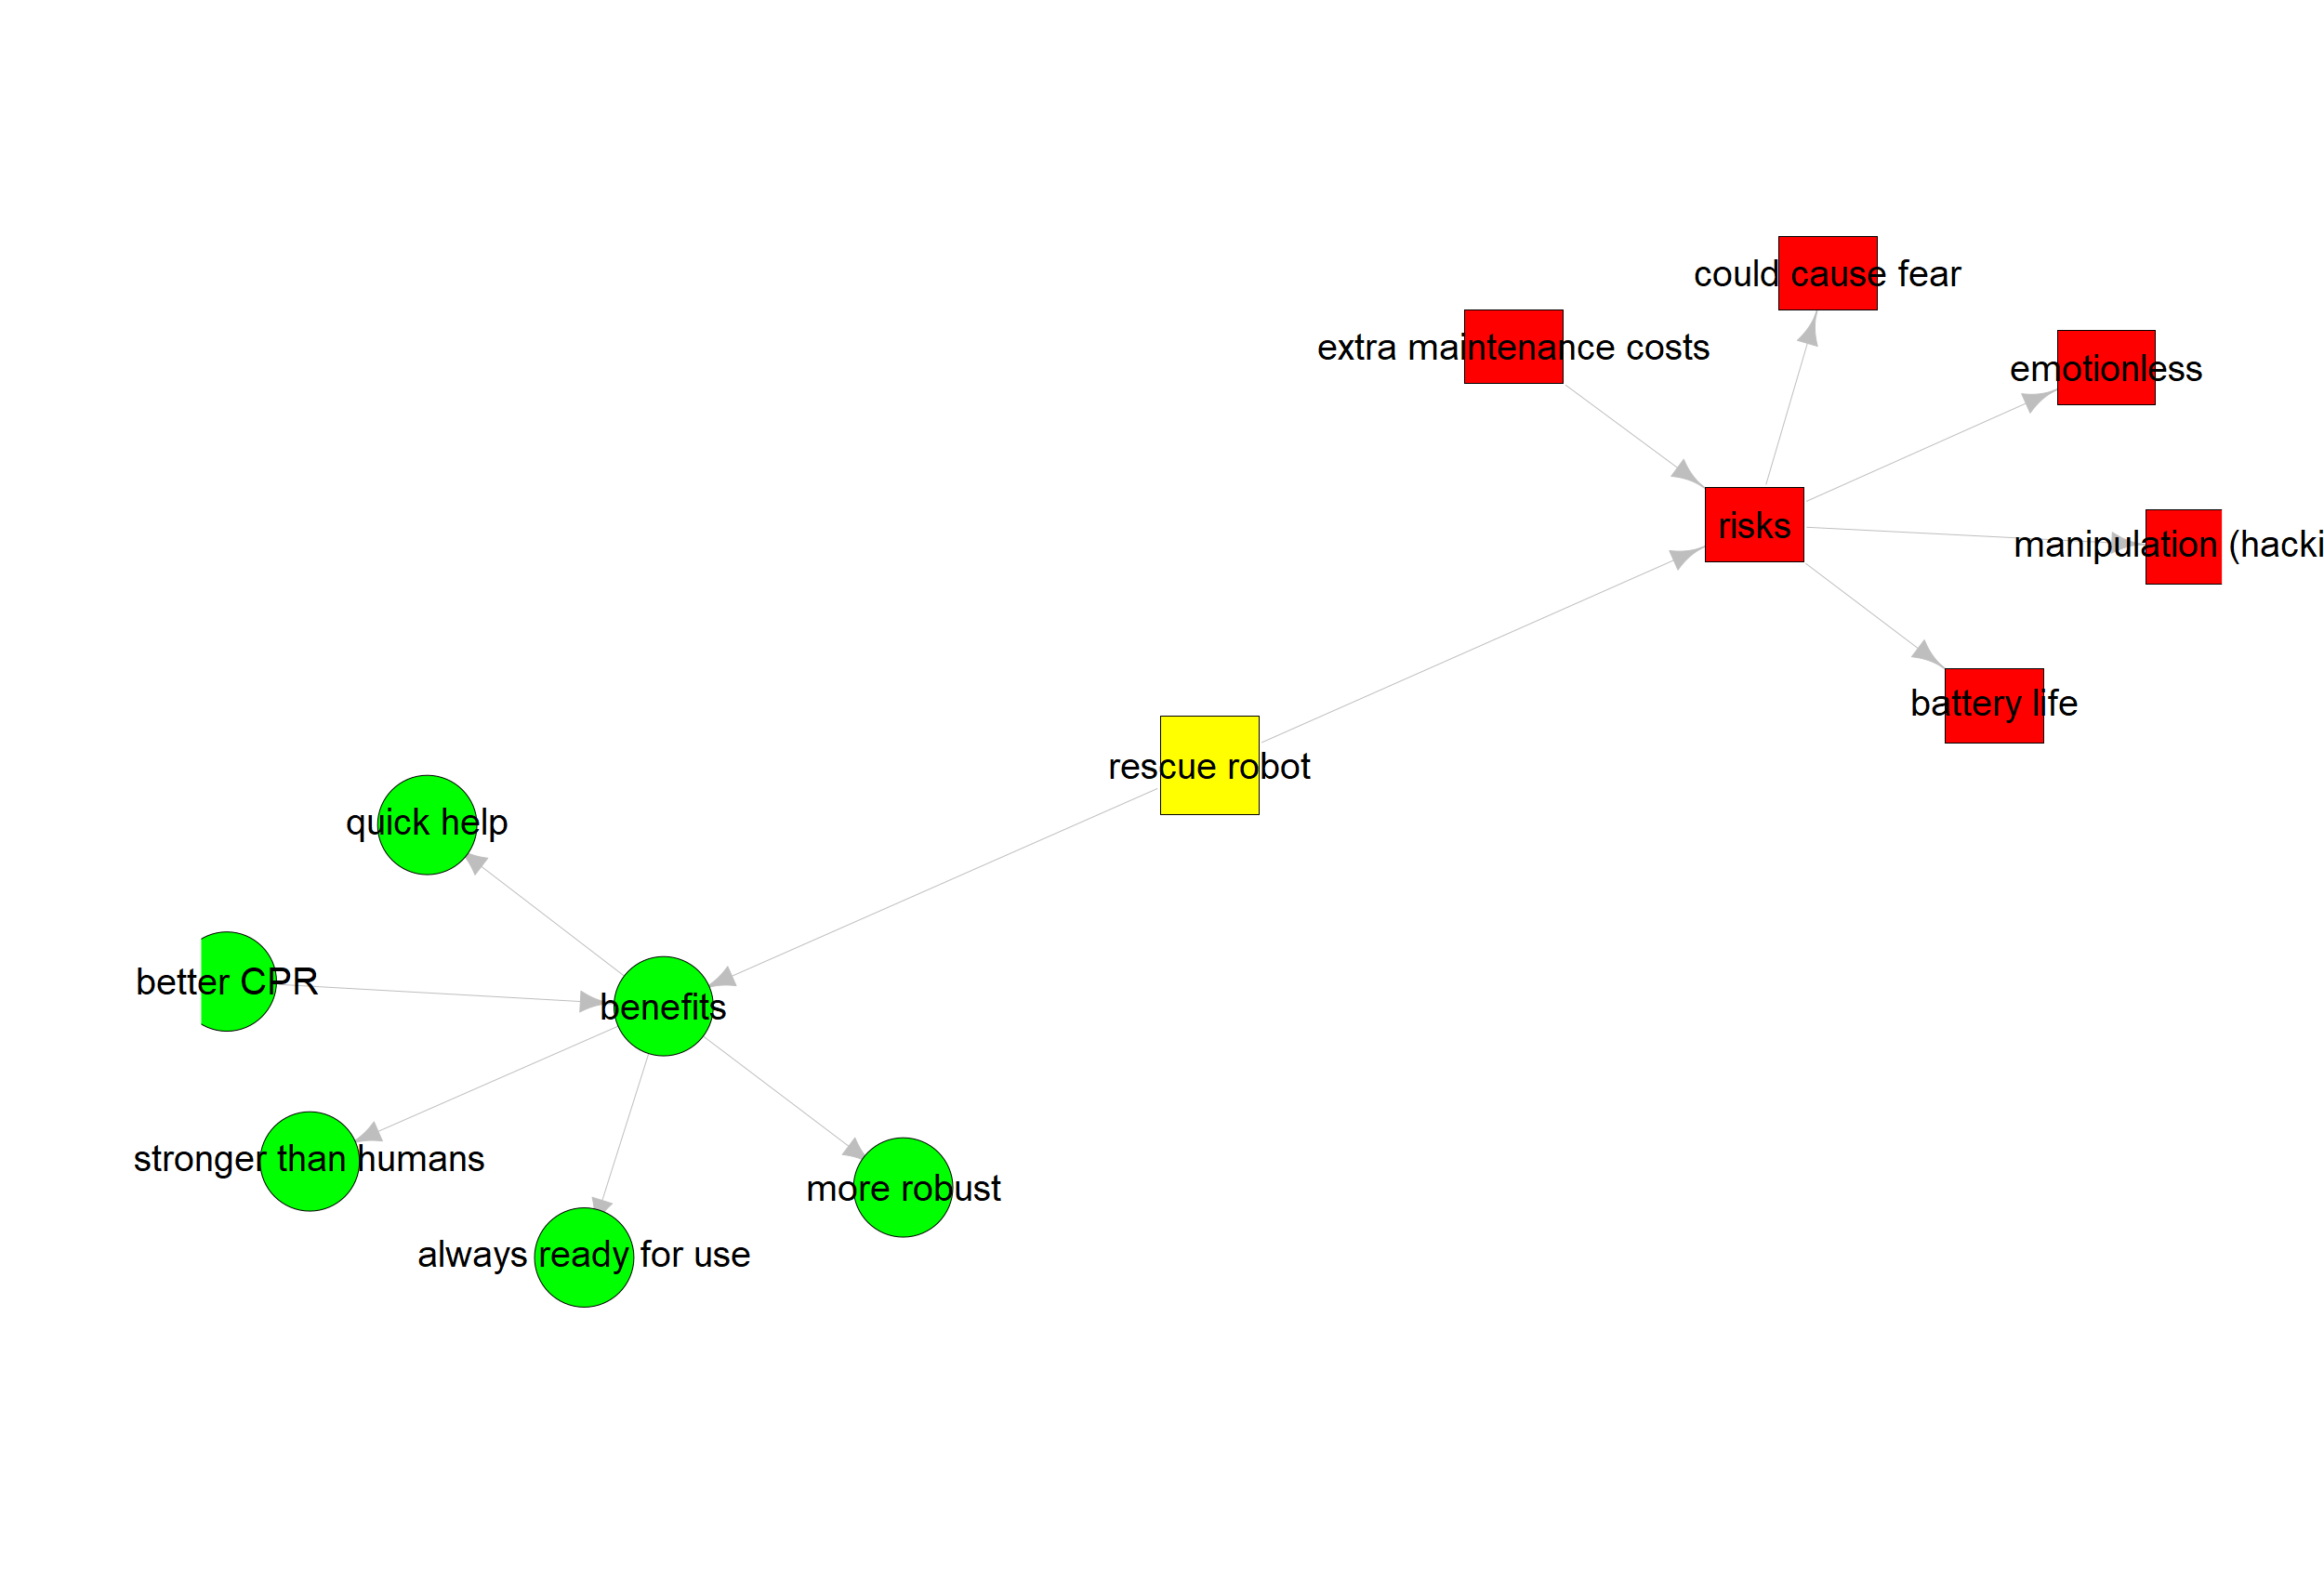 could cause fear
extra maintenance costs
emotionless
risks
manipulation (hacki
battery life
rescue robot
quick help
better CPR
benefits
stronger than humans
more robust
always ready for use